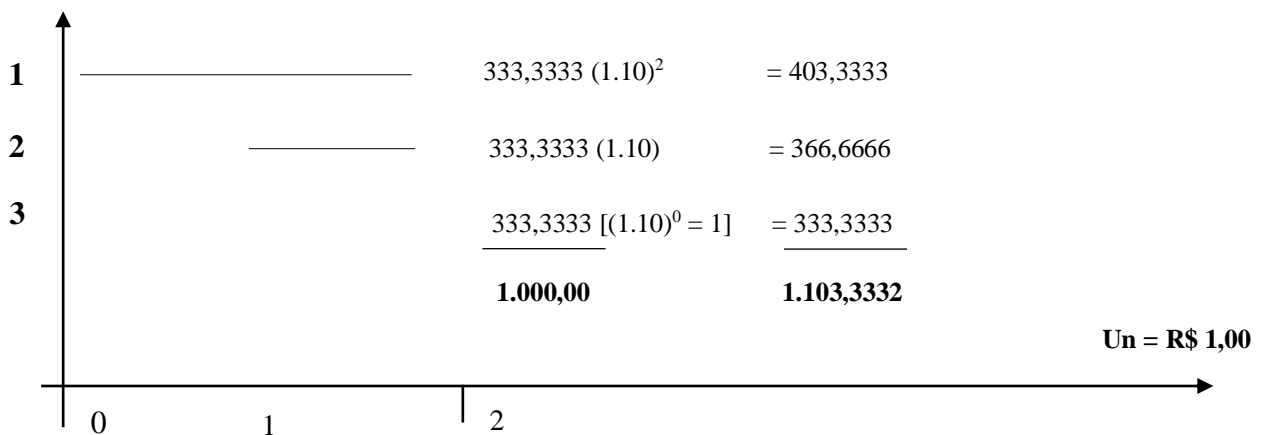 1 333,3333 (1.10)² = 403,3333
2 333,3333 (1.10) = 366,6666
3 333,3333 [(1.10)⁰ = 1] = 333,3333
1.000,00 1.103,3332
Un = R$ 1,00
0 1 2